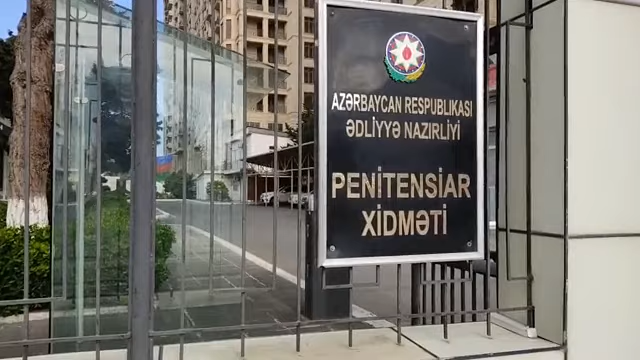 AZƏRBAYCAN RESPUBLİKASI
ƏDLİYYƏ NAZİRLİYİ
PENİTENSİAR
XİDMƏTİ